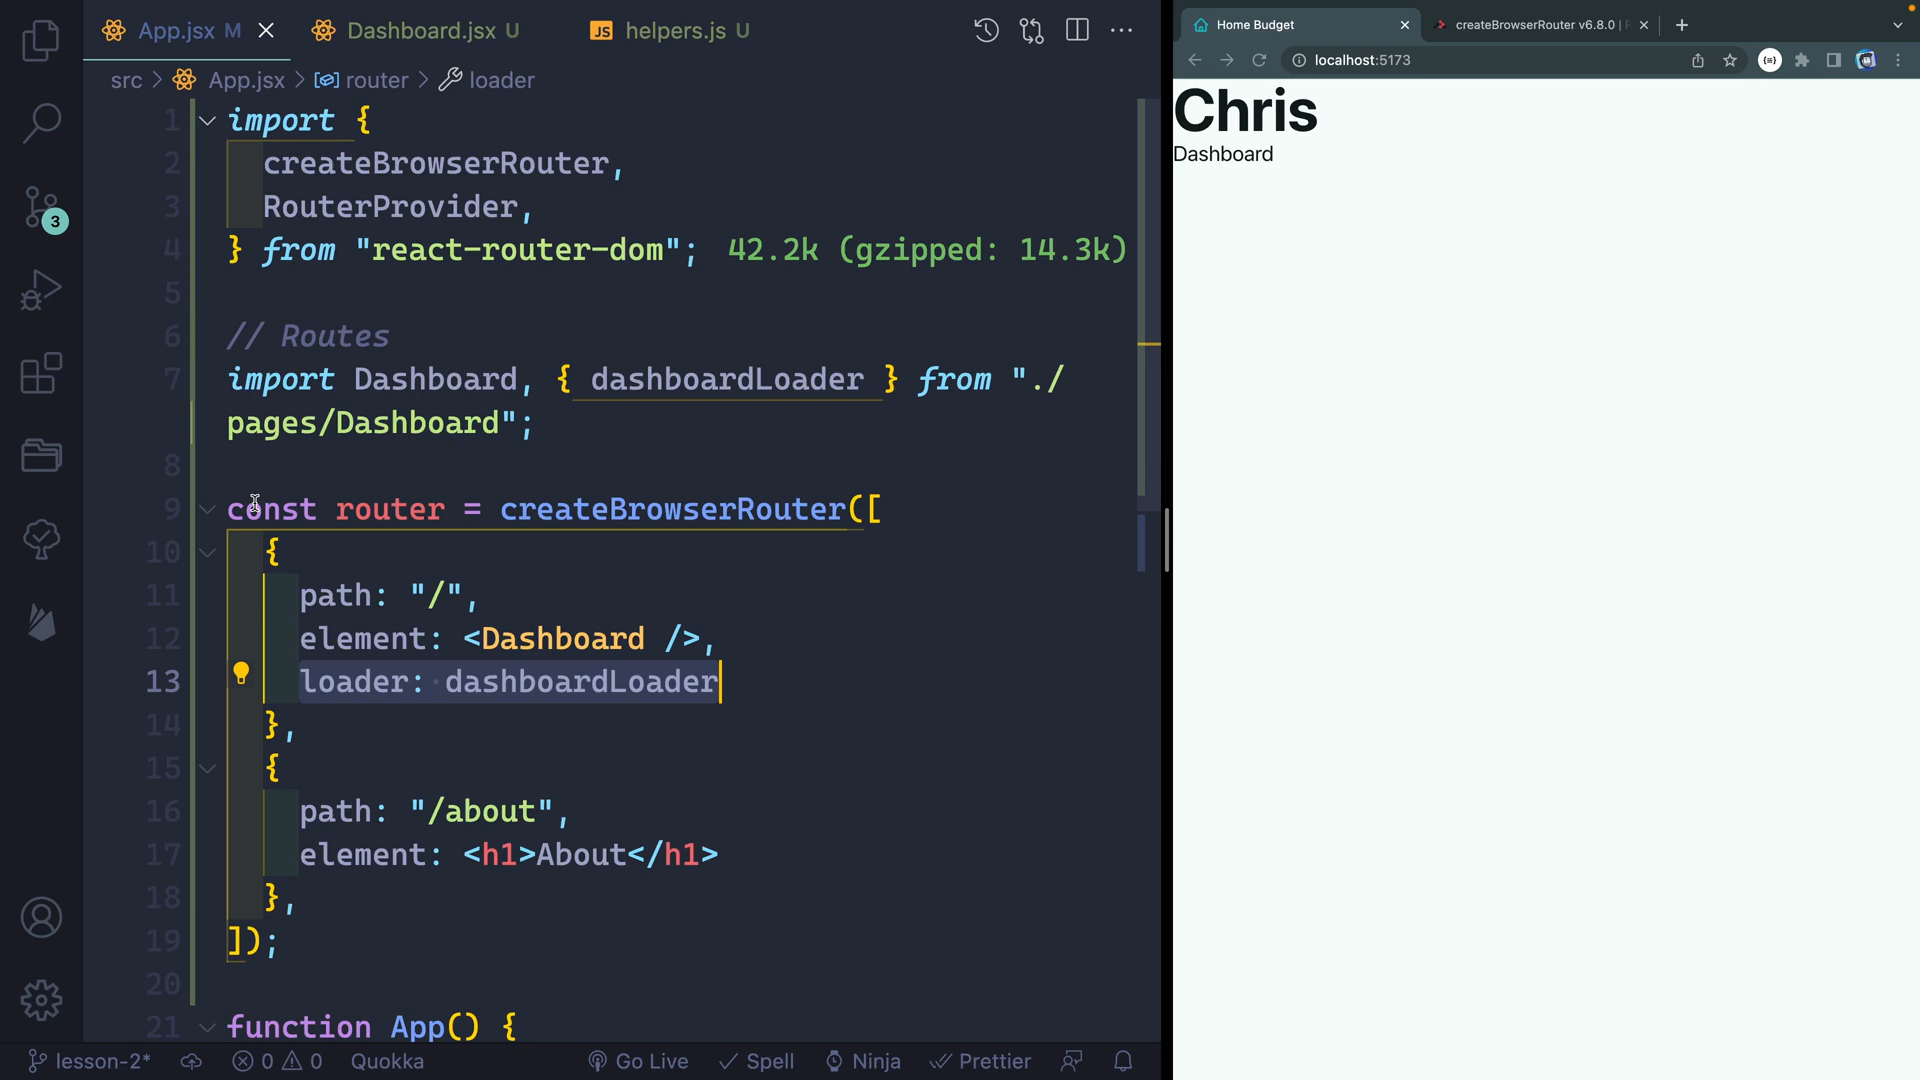 App.jsx M
Dashboard.jsx U
JS helpers.js U
src > App.jsx > router > loader
1 import {
2 createBrowserRouter,
3 RouterProvider,
4 } from "react-router-dom"; 42.2k (gzipped: 14.3k)
5
6 // Routes
7 import Dashboard, { dashboardLoader } from "./
pages/Dashboard";
8
9 const router = createBrowserRouter([
10 {
11 path: "/",
12 element: <Dashboard />,
13 loader: dashboardLoader
14 },
15 {
16 path: "/about",
17 element: <h1>About</h1>
18 },
19 ]);
20
21 function App() {
3
lesson-2* 0 0 Quokka Go Live Spell Ninja Prettier
Home Budget
createBrowserRouter v6.8.0 |
localhost:5173
Chris
Dashboard